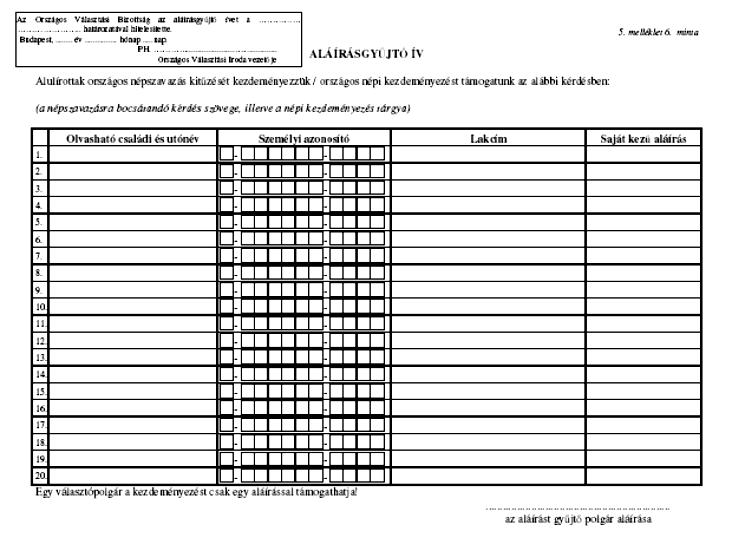 Az Országos Választási Bizottság az aláírásgyűjtő ívet a ..................
............................ határozatával hitelesítette.
Budapest, ........ év ............... hónap ..... nap
PH. ................................................
Országos Választási Iroda vezetője
5. melléklet 6. minta
ALÁÍRÁSGYŰJTŐ ÍV
Alulírottak országos népszavazás kitűzését kezdeményezzük / országos népi kezdeményezést támogatunk az alábbi kérdésben:
(a népszavazásra bocsátandó kérdés szövege, illetve a népi kezdeményezés tárgya)
Olvasható családi és utónév Személyi azonosító Lakcím Saját kezű aláírás
1. - -
2. - -
3. - -
4. - -
5. - -
6. - -
7. - -
8. - -
9. - -
10. - -
11. - -
12. - -
13. - -
14. - -
15. - -
16. - -
17. - -
18. - -
19. - -
20. - -
Egy választópolgár a kezdeményezést csak egy aláírással támogathatja!
................................................................
az aláírást gyűjtő polgár aláírása